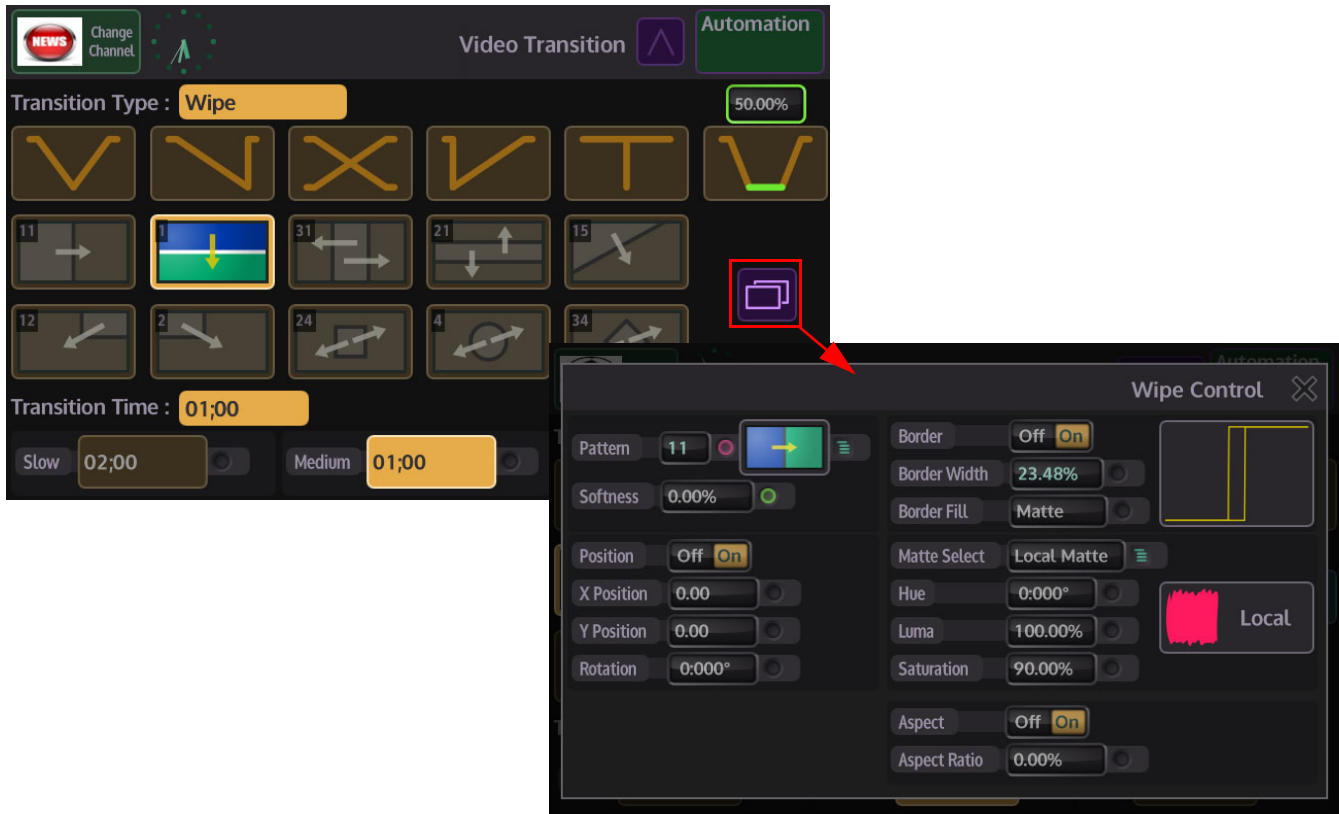 NEWS
Change
Channel
Video Transition
Automation
Transition Type : Wipe
50.00%
11
1
31
21
15
12
2
24
4
34
Transition Time : 01;00
Slow 02;00
Medium 01;00
Automation
Wipe Control
Pattern 11
Softness 0.00%
Position Off On
X Position 0.00
Y Position 0.00
Rotation 0:000°
Border Off On
Border Width 23.48%
Border Fill Matte
Matte Select Local Matte
Hue 0:000°
Luma 100.00%
Saturation 90.00%
Local
Aspect Off On
Aspect Ratio 0.00%